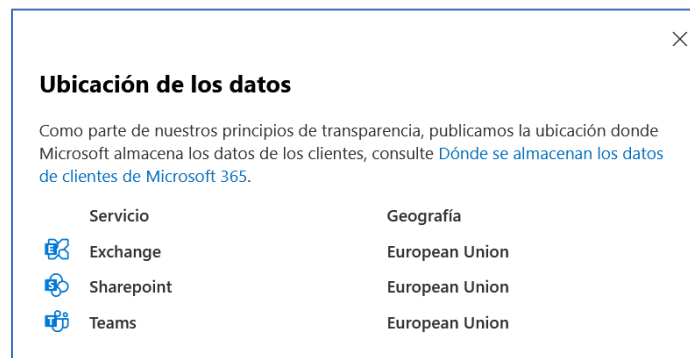 Ubicación de los datos
Como parte de nuestros principios de transparencia, publicamos la ubicación donde
Microsoft almacena los datos de los clientes, consulte Dónde se almacenan los datos
de clientes de Microsoft 365.
Servicio Geografía
Exchange European Union
Sharepoint European Union
Teams European Union